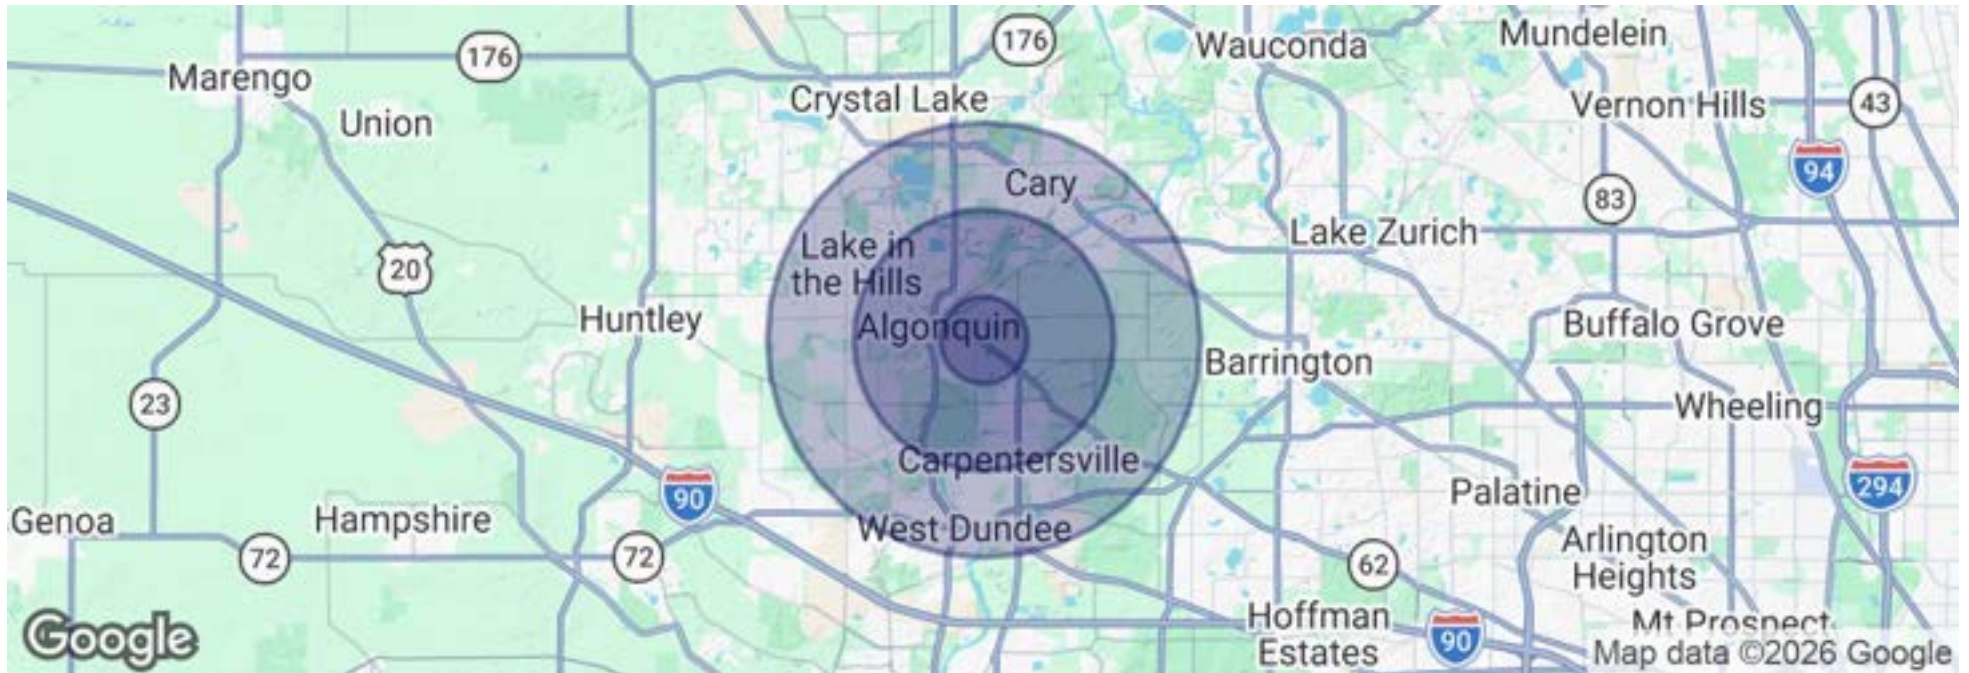 176
176
Wauconda
Mundelein
Marengo
Crystal Lake
Vernon Hills
43
Union
94
Cary
83
Lake in
the Hills
Lake Zurich
20
Huntley
Algonquin
Buffalo Grove
Barrington
23
Wheeling
Carpentersville
90
Palatine
294
Genoa
Hampshire
West Dundee
72
72
62
Arlington
Heights
Hoffman
Estates
90
Mt Prospect
Google
Map data ©2026 Google